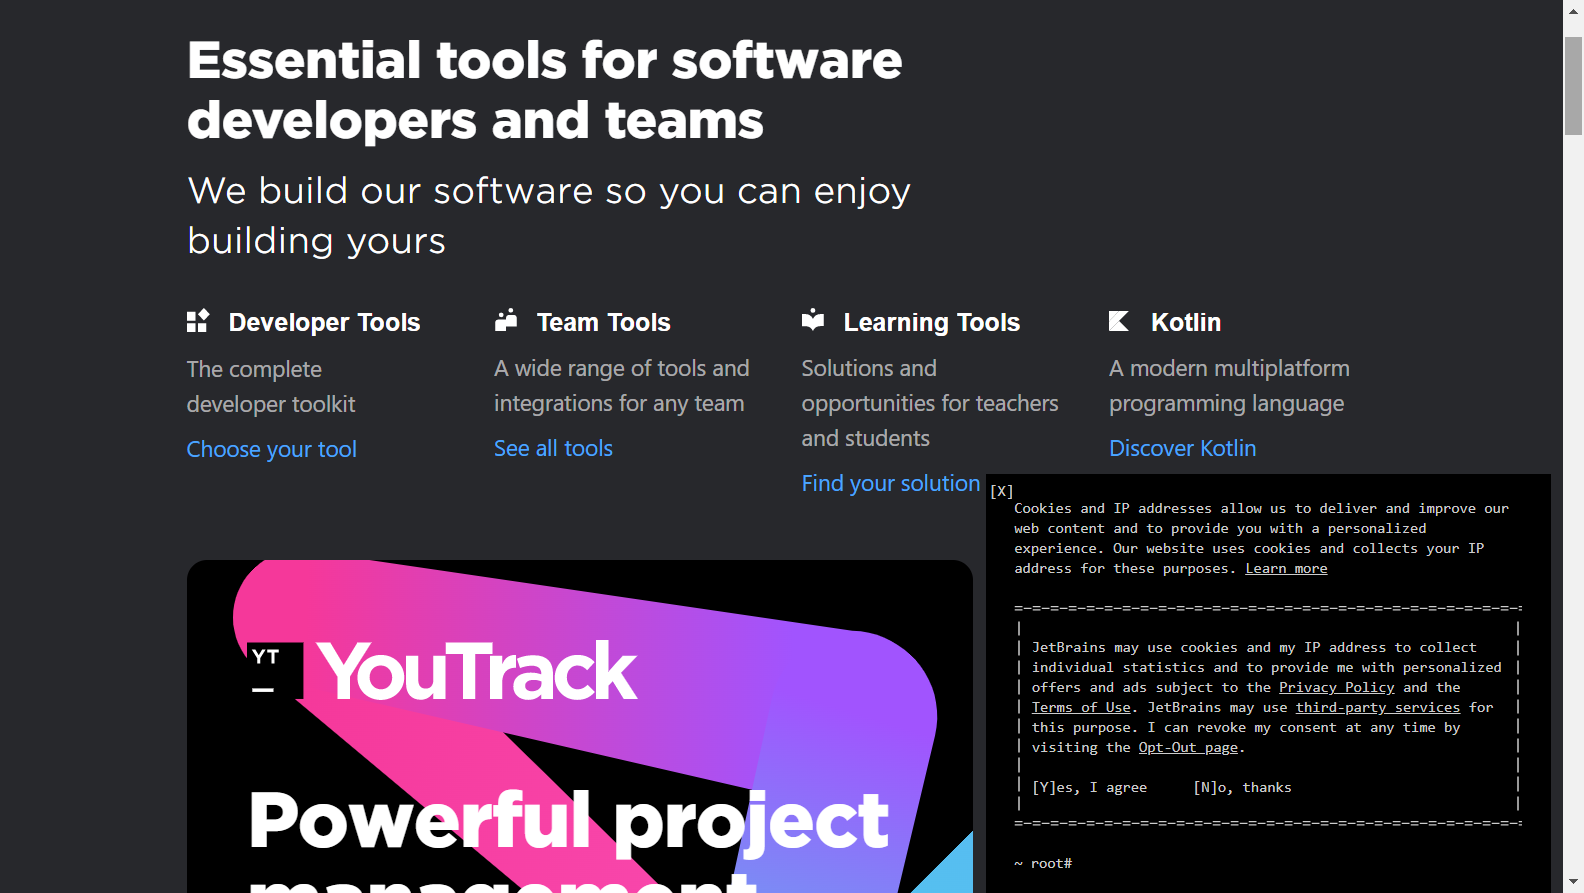 Essential tools for software
developers and teams
We build our software so you can enjoy
building yours
Developer Tools
The complete
developer toolkit
Choose your tool
Team Tools
A wide range of tools and
integrations for any team
See all tools
Learning Tools
Solutions and
opportunities for teachers
and students
Find your solution
Kotlin
A modern multiplatform
programming language
Discover Kotlin
YT
YouTrack
Powerful project
management
[X]
Cookies and IP addresses allow us to deliver and improve our
web content and to provide you with a personalized
experience. Our website uses cookies and collects your IP
address for these purposes. Learn more
JetBrains may use cookies and my IP address to collect
individual statistics and to provide me with personalized
offers and ads subject to the Privacy Policy and the
Terms of Use. JetBrains may use third-party services for
this purpose. I can revoke my consent at any time by
visiting the Opt-Out page.
[Y]es, I agree [N]o, thanks
~ root#